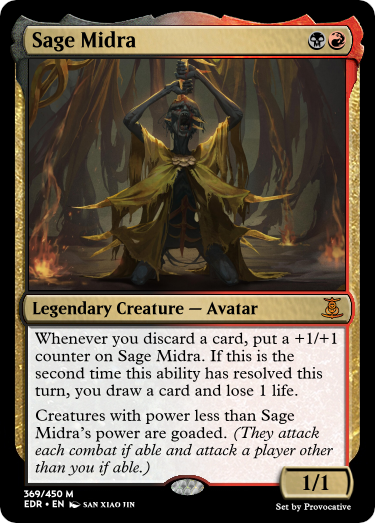 Sage Midra
Legendary Creature — Avatar
Whenever you discard a card, put a +1/+1
counter on Sage Midra. If this is the
second time this ability has resolved this
turn, you draw a card and lose 1 life.
Creatures with power less than Sage
Midra's power are goaded. (They attack
each combat if able and attack a player other
than you if able.)
1/1
369/450 M
EDR • EN SAN XIAO JIN
Set by Provocative